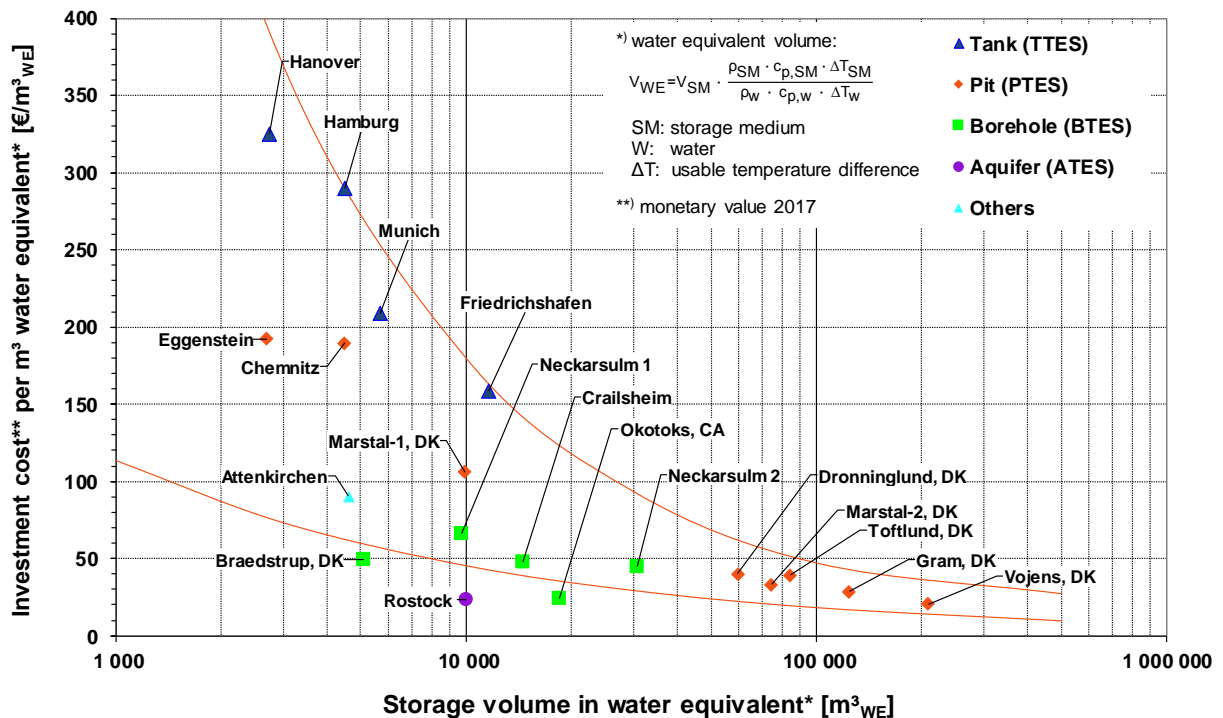 Investment cost** per m³ water equivalent* [€/m³WE]
400
350
300
250
200
150
100
50
0
1 000
10 000
100 000
1 000 000
Storage volume in water equivalent* [m³WE]
*) water equivalent volume:
VWE=VSM · ρSM · cp,SM · ΔTSM
ρw · cp,w · ΔTw
SM: storage medium
W: water
ΔT: usable temperature difference
**) monetary value 2017
Tank (TTES)
Pit (PTES)
Borehole (BTES)
Aquifer (ATES)
Others
Hanover
Hamburg
Munich
Friedrichshafen
Eggenstein
Chemnitz
Neckarsulm 1
Crailsheim
Marstal-1, DK
Okotoks, CA
Attenkirchen
Neckarsulm 2
Dronninglund, DK
Marstal-2, DK
Toftlund, DK
Braedstrup, DK
Gram, DK
Vojens, DK
Rostock